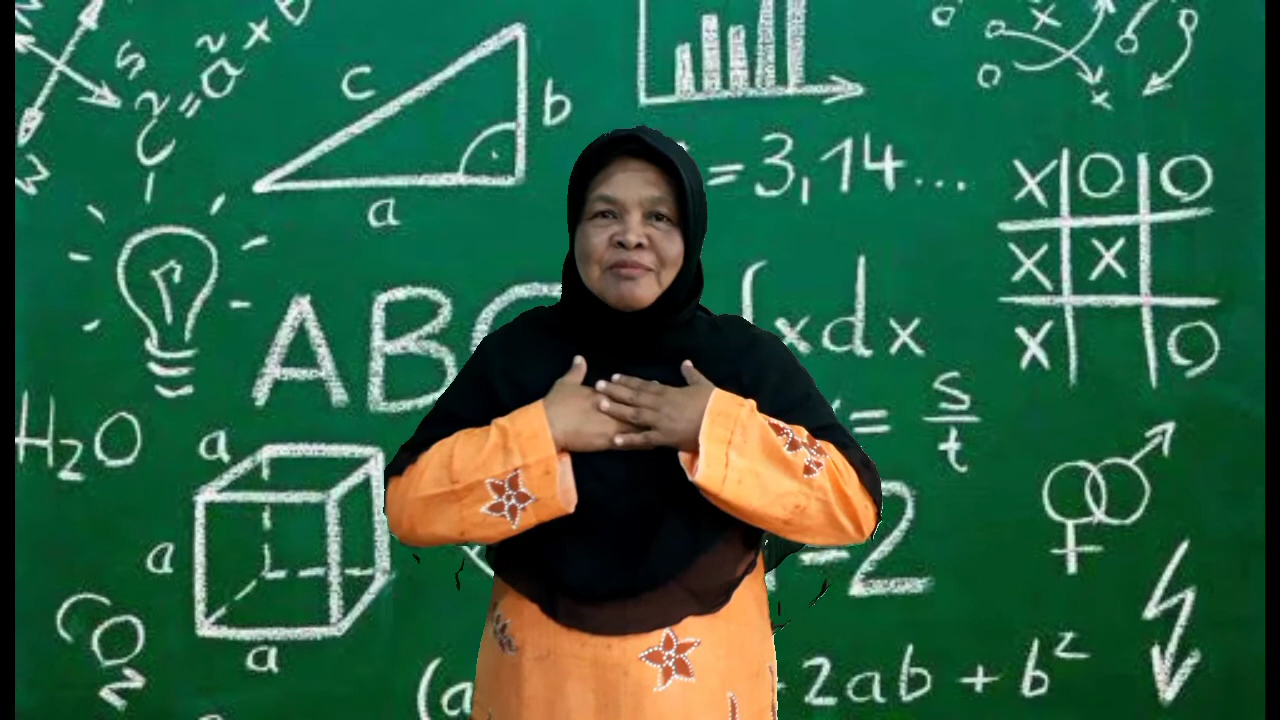 c
b
a
= 3,14...
X O O
X X
X O
ABC
xdx
H₂O
= s/t
a
a
a
-2
CO₂
(a
2ab + b²